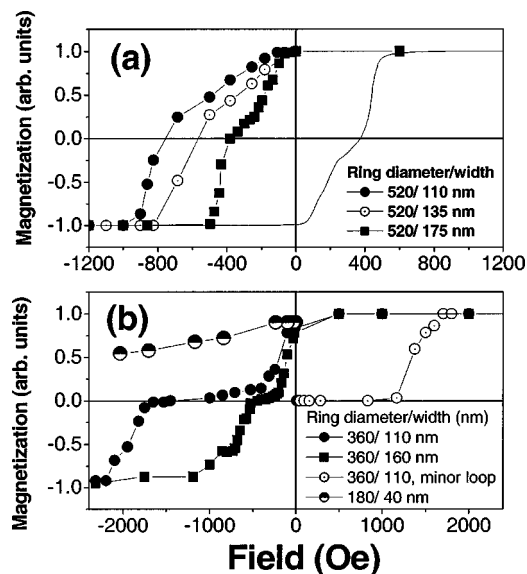 (a)
Magnetization (arb. units)
1.0
0.5
0.0
-0.5
-1.0
Ring diameter/width
520/ 110 nm
520/ 135 nm
520/ 175 nm
-1200 -800 -400 0 400 800 1200
(b)
Magnetization (arb. units)
1.0
0.5
0.0
-0.5
-1.0
Ring diameter/width (nm)
360/ 110 nm
360/ 160 nm
360/ 110, minor loop
180/ 40 nm
-2000 -1000 0 1000 2000
Field (Oe)